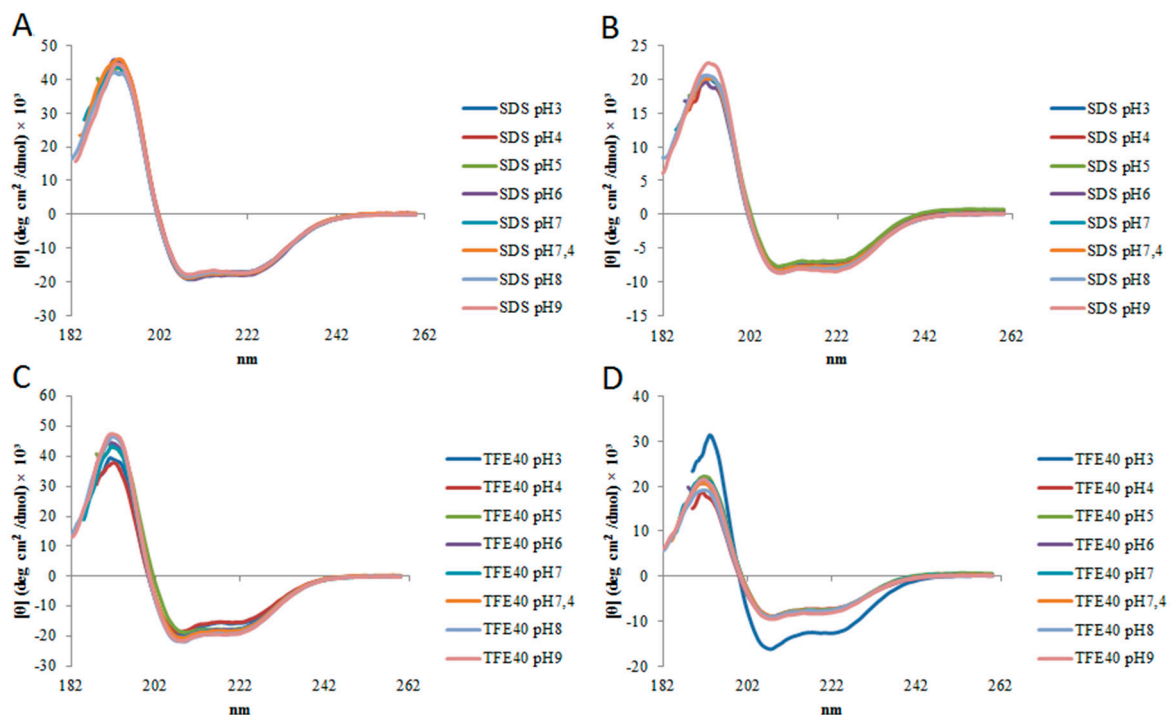 A
[θ] (deg cm² /dmol) × 10³
50
40
30
20
10
0
-10
-20
-30
182 202 222 242 262
nm
SDS pH3
SDS pH4
SDS pH5
SDS pH6
SDS pH7
SDS pH7,4
SDS pH8
SDS pH9
B
[θ] (deg cm² /dmol) × 10³
25
20
15
10
5
0
-5
-10
-15
182 202 222 242 262
nm
SDS pH3
SDS pH4
SDS pH5
SDS pH6
SDS pH7
SDS pH7,4
SDS pH8
SDS pH9
C
[θ] (deg cm² /dmol) × 10³
60
50
40
30
20
10
0
-10
-20
-30
182 202 222 242 262
nm
TFE40 pH3
TFE40 pH4
TFE40 pH5
TFE40 pH6
TFE40 pH7
TFE40 pH7,4
TFE40 pH8
TFE40 pH9
D
[θ] (deg cm² /dmol) × 10³
40
30
20
10
0
-10
-20
182 202 222 242 262
nm
TFE40 pH3
TFE40 pH4
TFE40 pH5
TFE40 pH6
TFE40 pH7
TFE40 pH7,4
TFE40 pH8
TFE40 pH9